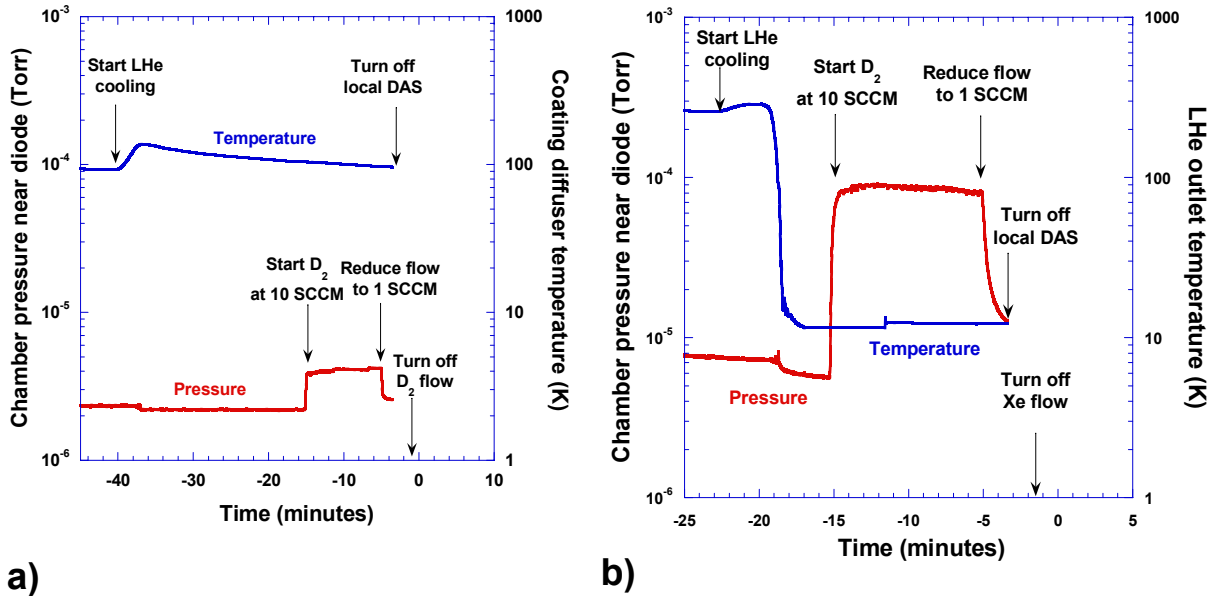 Chamber pressure near diode (Torr)
10-3
10-4
10-5
10-6
1000
100
10
1
Coating diffuser temperature (K)
Start LHe
cooling
Turn off
local DAS
Temperature
Start D2
at 10 SCCM
Reduce flow
to 1 SCCM
Turn off
D2 flow
Pressure
-40
-30
-20
-10
0
10
Time (minutes)
a)
Chamber pressure near diode (Torr)
10-3
10-4
10-5
10-6
1000
100
10
1
LHe outlet temperature (K)
Start LHe
cooling
Start D2
at 10 SCCM
Reduce flow
to 1 SCCM
Turn off
local DAS
Temperature
Pressure
Turn off
Xe flow
-25
-20
-15
-10
-5
0
5
Time (minutes)
b)